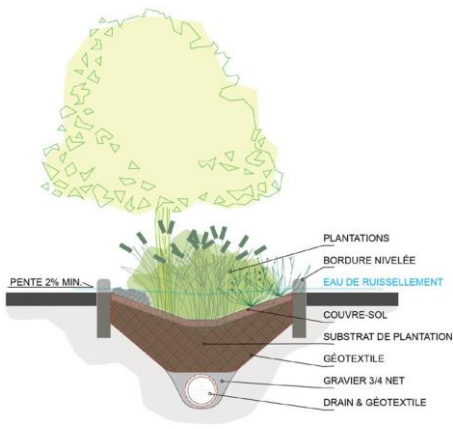 PLANTATIONS
BORDURE NIVELÉE
PENTE 2% MIN.
EAU DE RUISSELLEMENT
COUVRE-SOL
SUBSTRAT DE PLANTATION
GÉOTEXTILE
GRAVIER 3/4 NET
DRAIN & GÉOTEXTILE